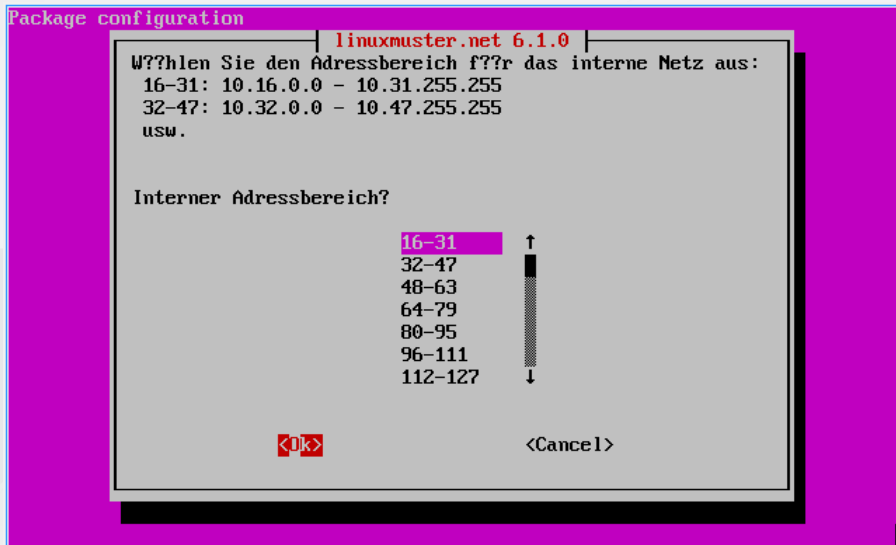 Package configuration
linuxmuster.net 6.1.0
W??hlen Sie den Adressbereich f??r das interne Netz aus:
16-31: 10.16.0.0 - 10.31.255.255
32-47: 10.32.0.0 - 10.47.255.255
usw.
Interner Adressbereich?
16-31 ↑
32-47
48-63
64-79
80-95
96-111
112-127 ↓
<Ok> <Cancel>